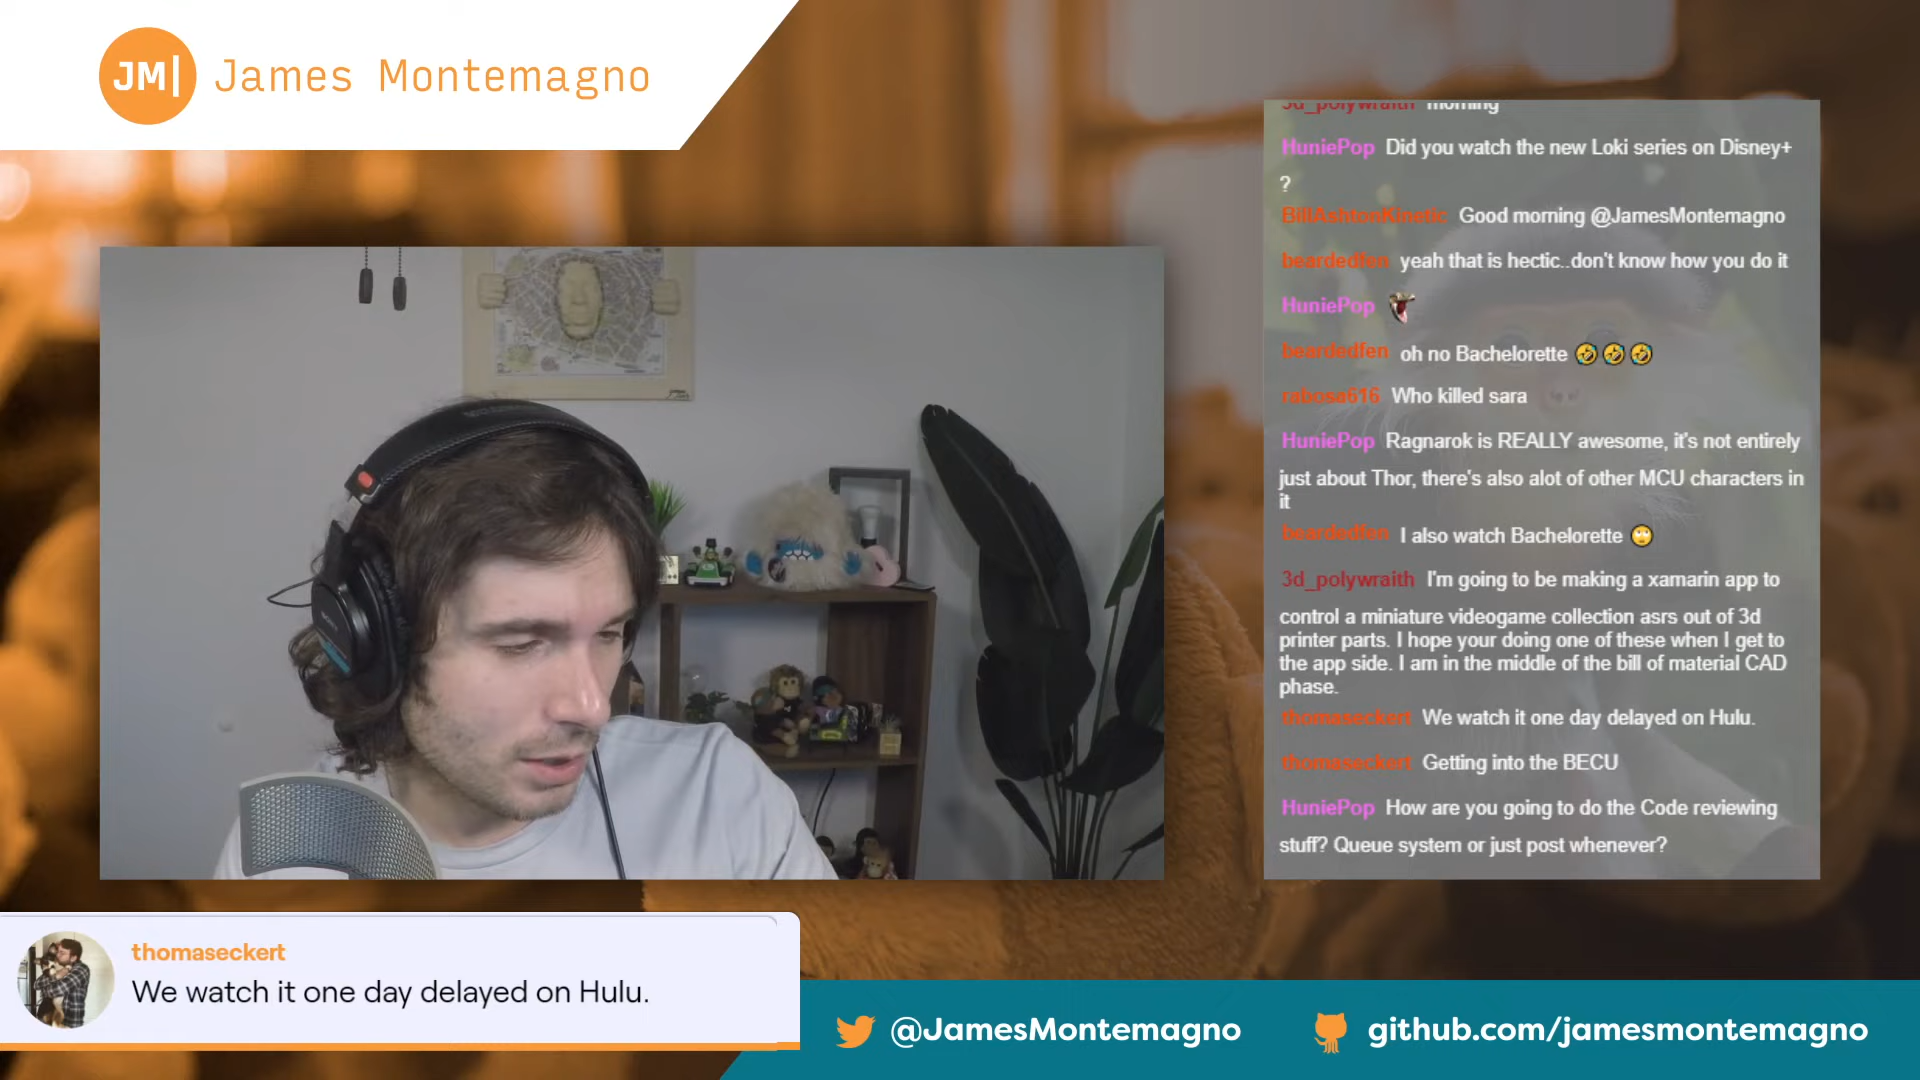 JM| James Montemagno
3d_polywraith morning
HuniePop Did you watch the new Loki series on Disney+
?
BillAshtonKinetic Good morning @JamesMontemagno
beardedfen yeah that is hectic..don't know how you do it
HuniePop
beardedfen oh no Bachelorette 🤣🤣🤣
rabosa616 Who killed sara
HuniePop Ragnarok is REALLY awesome, it's not entirely
just about Thor, there's also alot of other MCU characters in
it
beardedfen I also watch Bachelorette 🙄
3d_polywraith I'm going to be making a xamarin app to
control a miniature videogame collection asrs out of 3d
printer parts. I hope your doing one of these when I get to
the app side. I am in the middle of the bill of material CAD
phase.
thomaseckert We watch it one day delayed on Hulu.
thomaseckert Getting into the BECU
HuniePop How are you going to do the Code reviewing
stuff? Queue system or just post whenever?
thomaseckert
We watch it one day delayed on Hulu.
@JamesMontemagno
github.com/jamesmontemagno